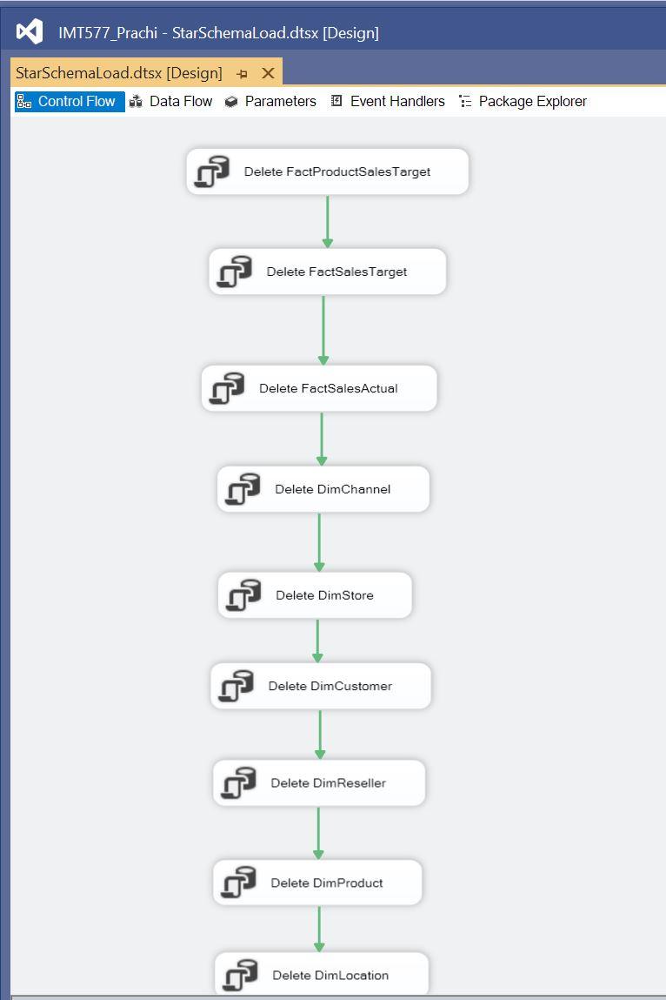 IMT577_Prachi - StarSchemaLoad.dtsx [Design]
StarSchemaLoad.dtsx [Design]
Control Flow Data Flow Parameters Event Handlers Package Explorer
Delete FactProductSalesTarget
Delete FactSalesTarget
Delete FactSalesActual
Delete DimChannel
Delete DimStore
Delete DimCustomer
Delete DimReseller
Delete DimProduct
Delete DimLocation